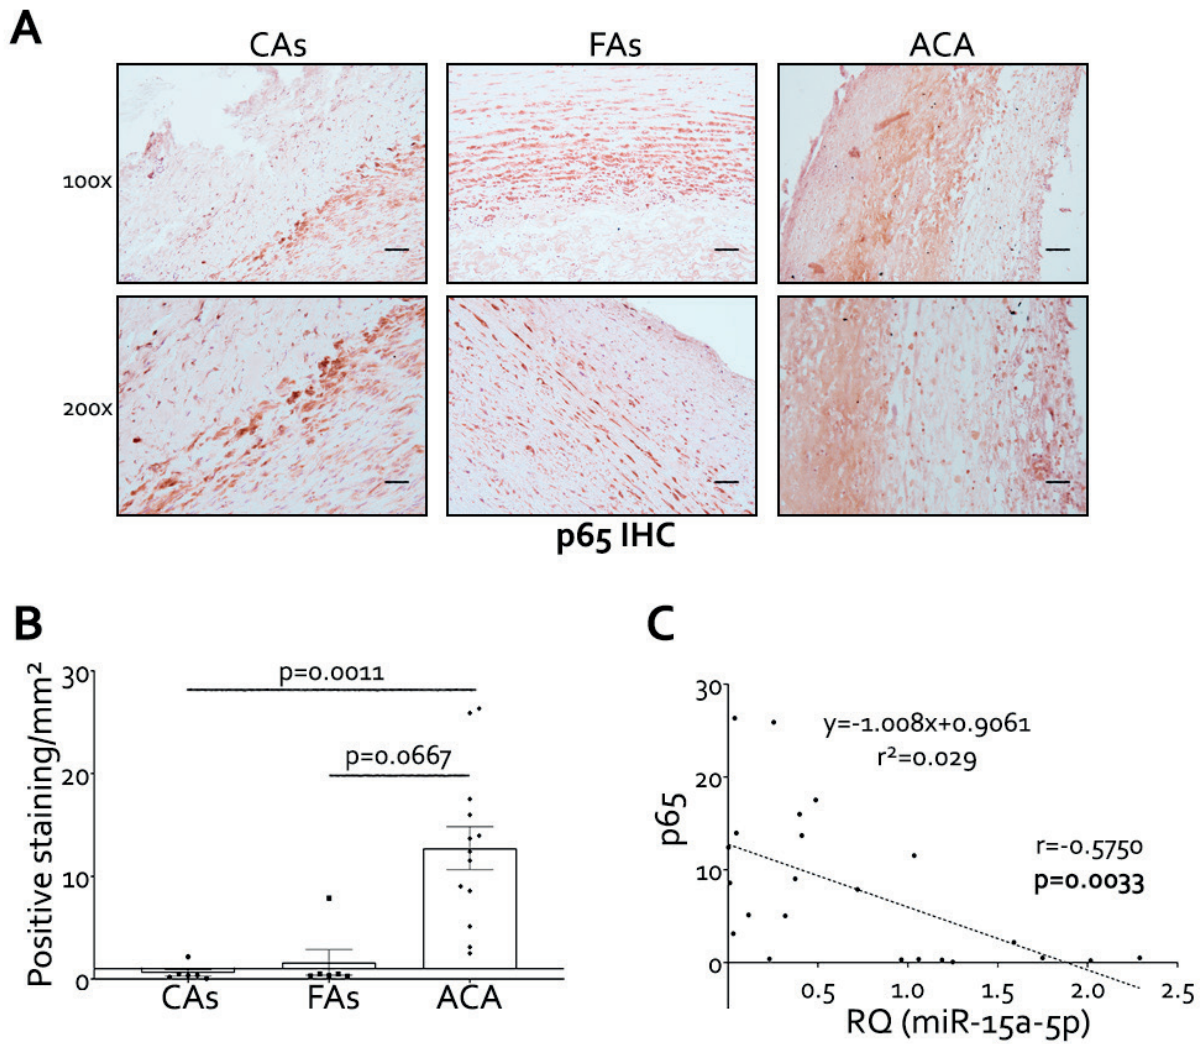 A
CAs FAs ACA
100X
200X
p65 IHC
B
Positive staining/mm²
30
20
10
0
p=0.0011
p=0.0667
CAs FAs ACA
C
p65
30
20
10
0
y=-1.008x+0.9061
r²=0.029
r=-0.5750
p=0.0033
0.5 1.0 1.5 2.0 2.5
RQ (miR-15a-5p)